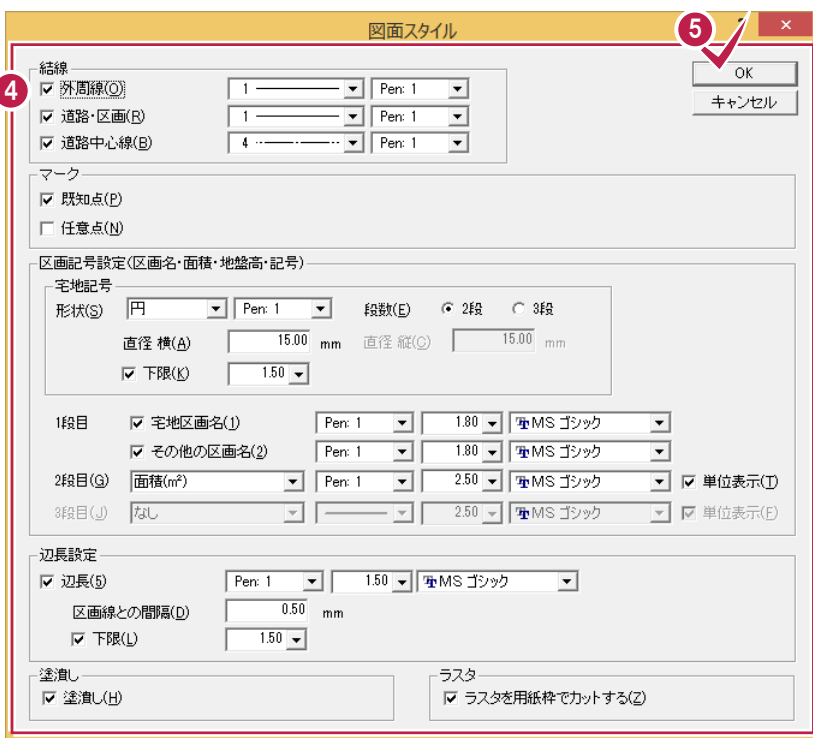 図面スタイル
5
OK
キャンセル
4
結線
外周線(O) 1 Pen: 1
道路・区画(R) 1 Pen: 1
道路中心線(B) 4 Pen: 1
マーク
既知点(P)
任意点(N)
区画記号設定(区画名・面積・地盤高・記号)
宅地記号
形状(S) 円 Pen: 1 段数(E) 2段 3段
直径 横(A) 15.00 mm 直径 縦(C) 15.00 mm
下限(K) 1.50
1段目 宅地区画名(1) Pen: 1 1.80 MS ゴシック
その他の区画名(2) Pen: 1 1.80 MS ゴシック
2段目(G) 面積(m²) Pen: 1 2.50 MS ゴシック 単位表示(T)
3段目(J) なし 2.50 MS ゴシック 単位表示(F)
辺長設定
辺長(5) Pen: 1 1.50 MS ゴシック
区画線との間隔(D) 0.50 mm
下限(L) 1.50
塗潰し
塗潰し(H)
ラスタ
ラスタを用紙枠でカットする(Z)